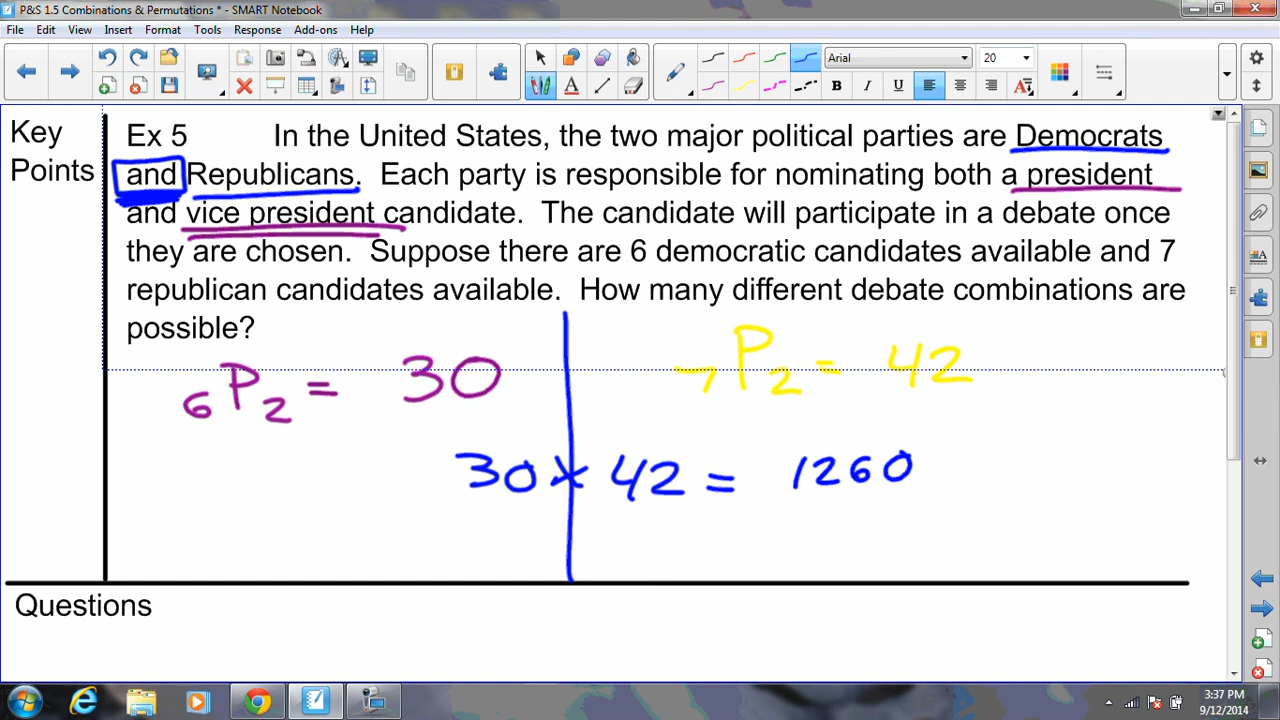 P&S 1.5 Combinations & Permutations * - SMART Notebook
File Edit View Insert Format Tools Response Add-ons Help
Arial 20
B I U
Key Points
Ex 5 In the United States, the two major political parties are Democrats
and Republicans. Each party is responsible for nominating both a president
and vice president candidate. The candidate will participate in a debate once
they are chosen. Suppose there are 6 democratic candidates available and 7
republican candidates available. How many different debate combinations are
possible?
6P2 = 30
7P2 = 42
30 * 42 = 1260
Questions
3:37 PM
9/12/2014